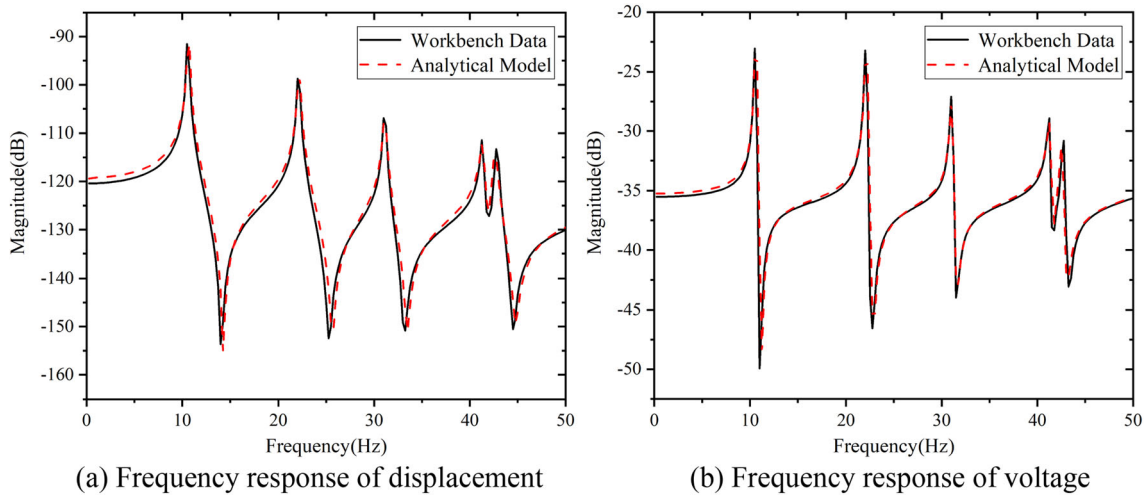 -90
-100
-110
-120
-130
-140
-150
-160
Magnitude(dB)
Workbench Data
Analytical Model
0 10 20 30 40 50
Frequency(Hz)
(a) Frequency response of displacement
-20
-25
-30
-35
-40
-45
-50
Magnitude(dB)
Workbench Data
Analytical Model
0 10 20 30 40 50
Frequency(Hz)
(b) Frequency response of voltage